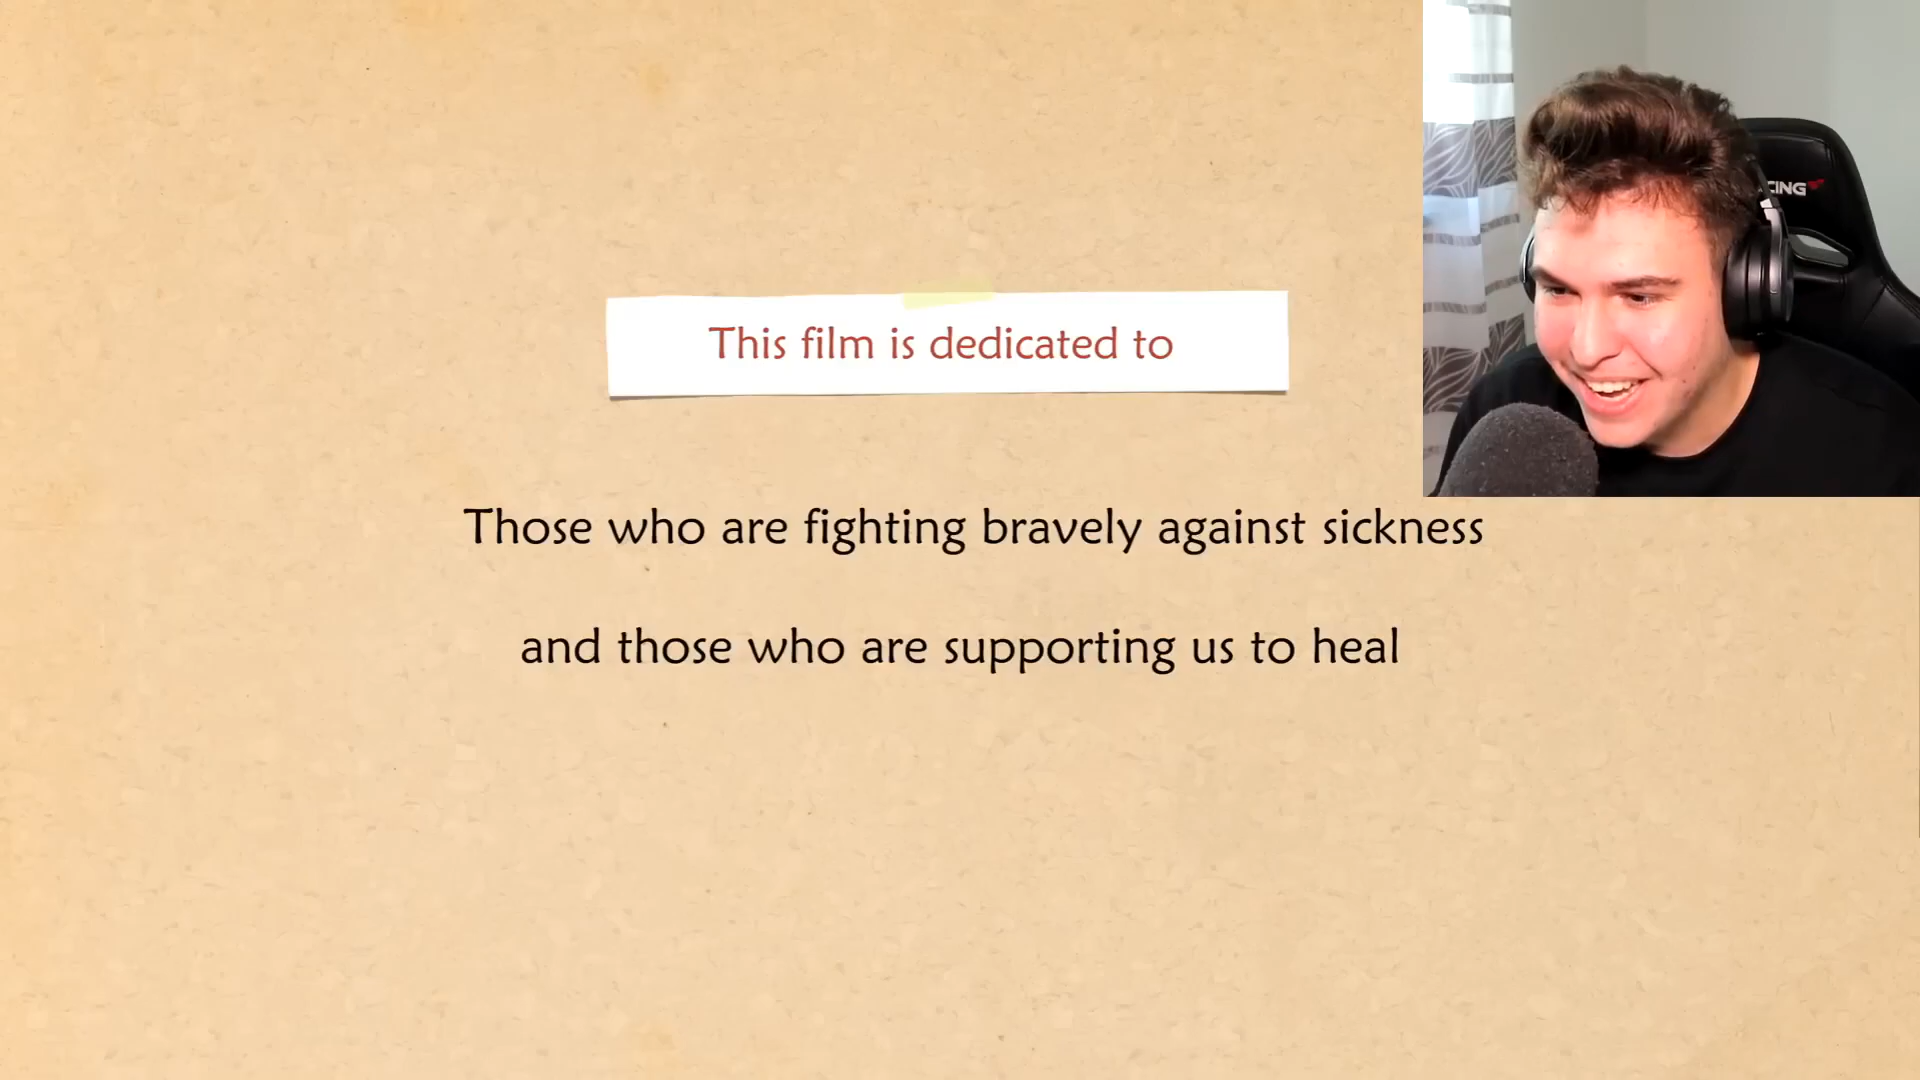 This film is dedicated to
Those who are fighting bravely against sickness
and those who are supporting us to heal
CING